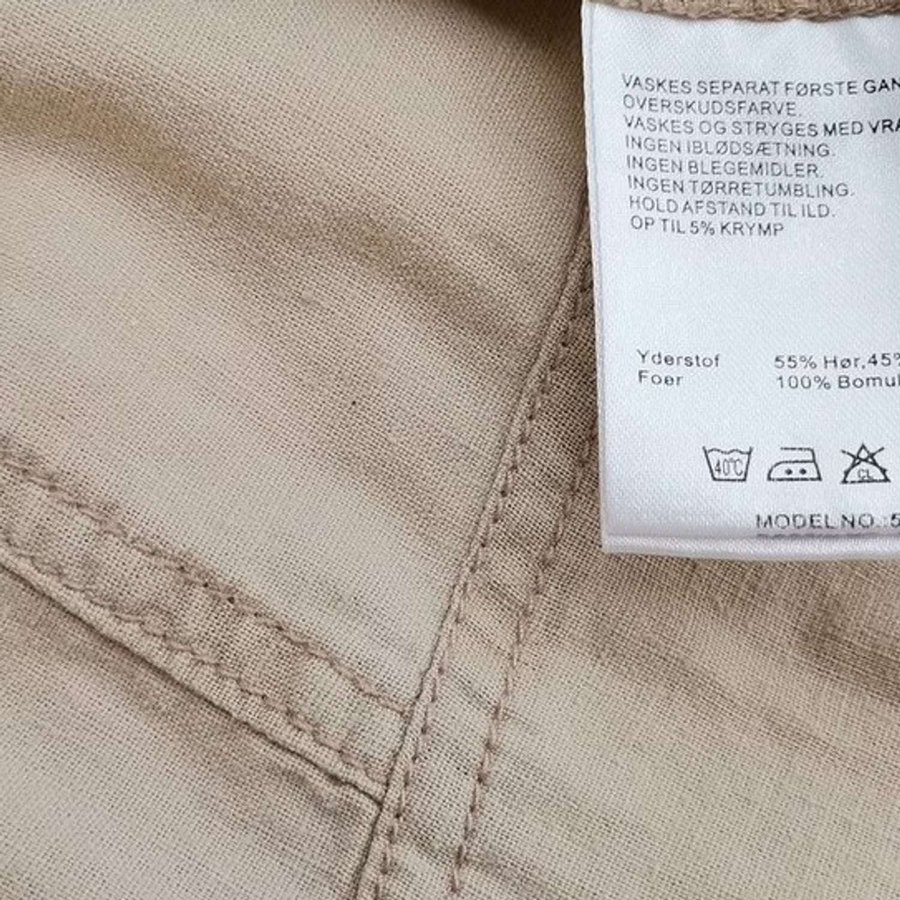 VASKES SEPARAT FØRSTE GAN
OVERSKUDSFARVE.
VASKES OG STRYGES MED VRA
INGEN IBLØDSÆTNING.
INGEN BLEGEMIDLER.
INGEN TØRRETUMBLING.
HOLD AFSTAND TIL ILD.
OP TIL 5% KRYMP
Yderstof 55% Hør,45%
Foer 100% Bomul
40°C CL
MODEL NO.:5